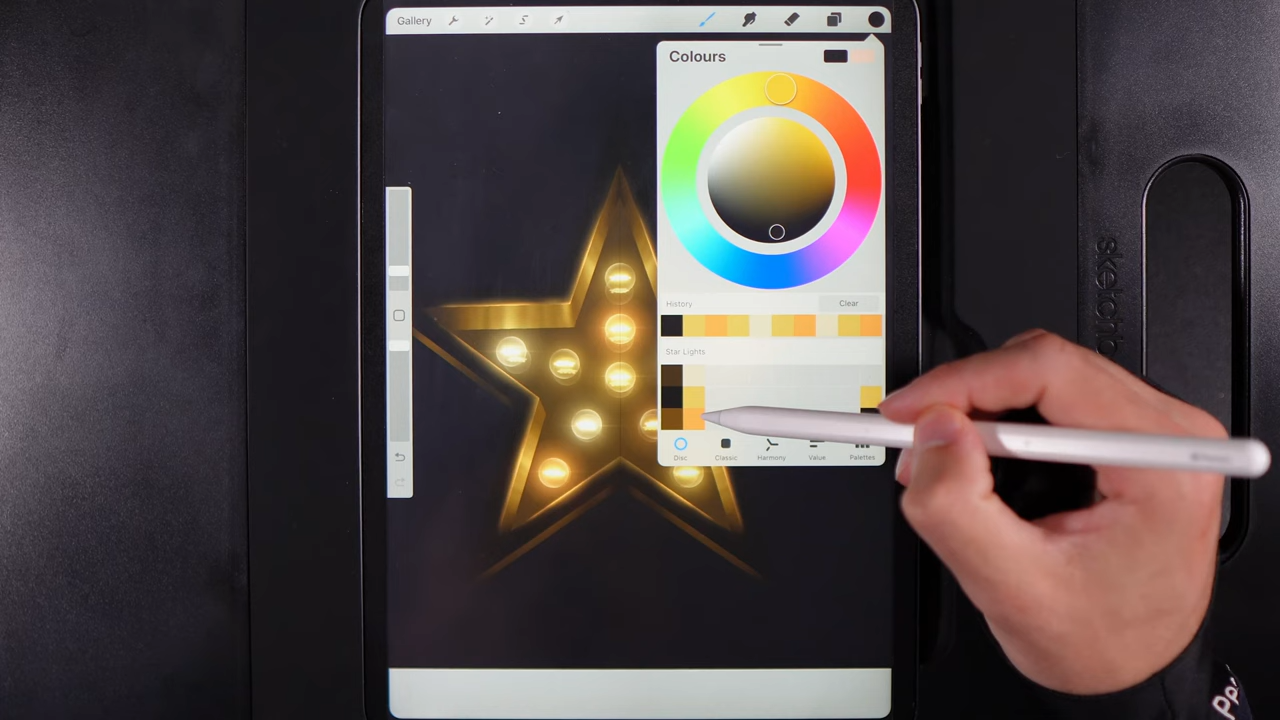 Gallery
Colours
History
Clear
Star Lights
Disc
Classic
Harmony
Value
Palettes